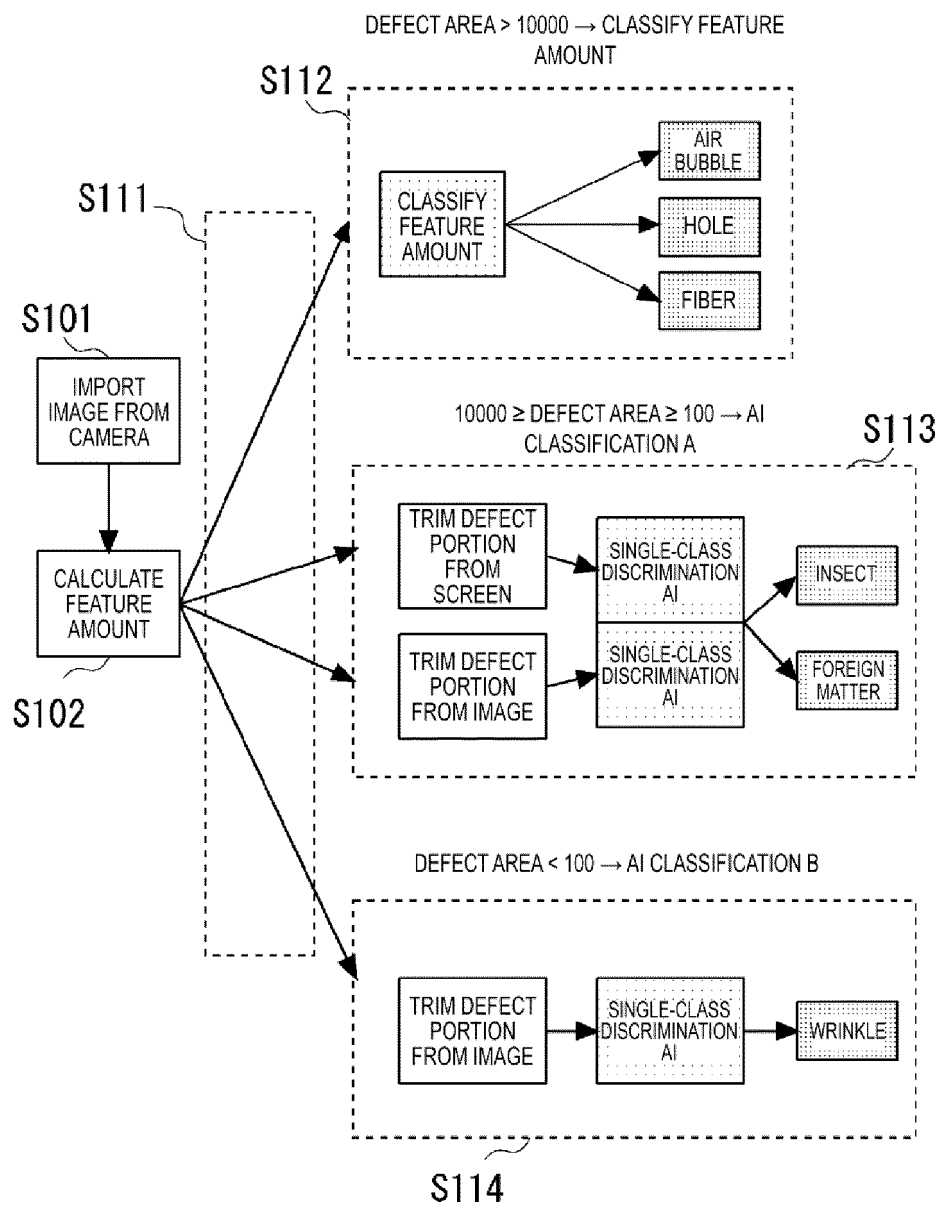 DEFECT AREA > 10000 → CLASSIFY FEATURE
AMOUNT
S112
AIR
BUBBLE
CLASSIFY
FEATURE
AMOUNT
HOLE
FIBER
S111
S101
IMPORT
IMAGE FROM
CAMERA
CALCULATE
FEATURE
AMOUNT
S102
10000 ≥ DEFECT AREA ≥ 100 → AI
CLASSIFICATION A
S113
TRIM DEFECT
PORTION
FROM
SCREEN
SINGLE-CLASS
DISCRIMINATION
AI
INSECT
TRIM DEFECT
PORTION
FROM IMAGE
SINGLE-CLASS
DISCRIMINATION
AI
FOREIGN
MATTER
DEFECT AREA < 100 → AI CLASSIFICATION B
TRIM DEFECT
PORTION
FROM IMAGE
SINGLE-CLASS
DISCRIMINATION
AI
WRINKLE
S114